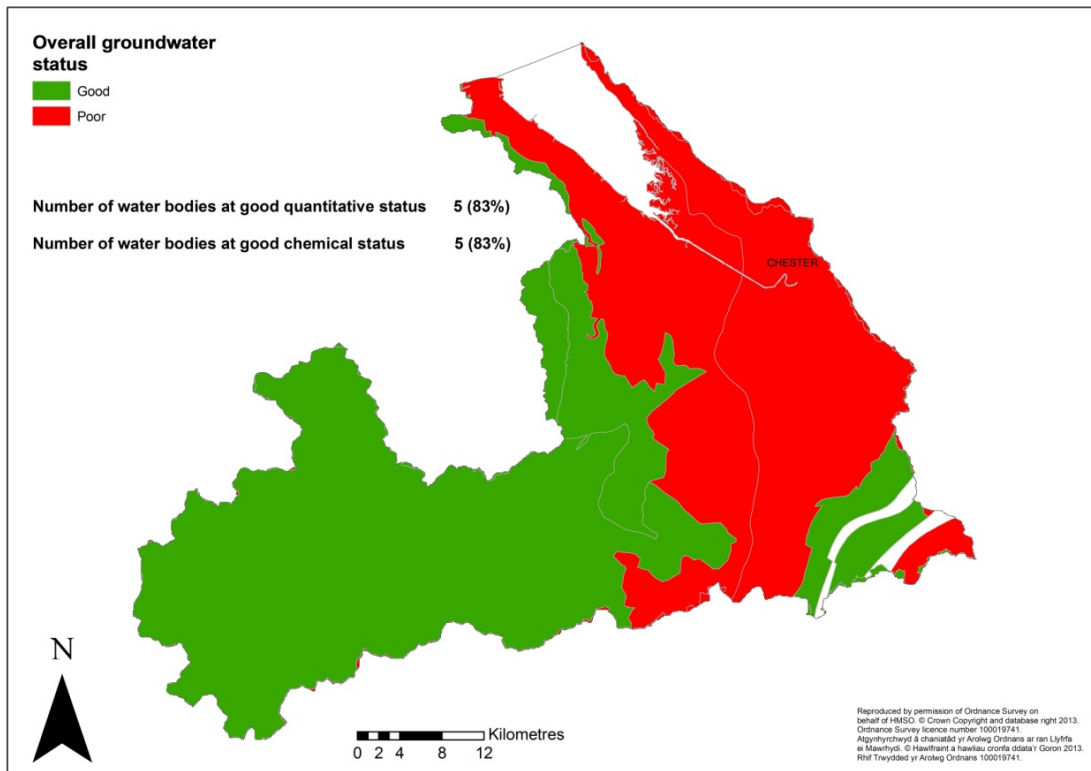 Overall groundwater
status
Good
Poor
Number of water bodies at good quantitative status 5 (83%)
Number of water bodies at good chemical status 5 (83%)
CHESTER
N
Kilometres
0 2 4 8 12
Reproduced by permission of Ordnance Survey on
behalf of HMSO. © Crown Copyright and database right 2013.
Ordnance Survey licence number 100019741.
Atgynhyrchwyd â chaniatâd yr Arolwg Ordnans ar ran Llyfrfa
ei Mawrhydi. © Hawlfraint a hawliau cronfa ddata'r Goron 2013.
Rhif Trwydded yr Arolwg Ordnans 100019741.